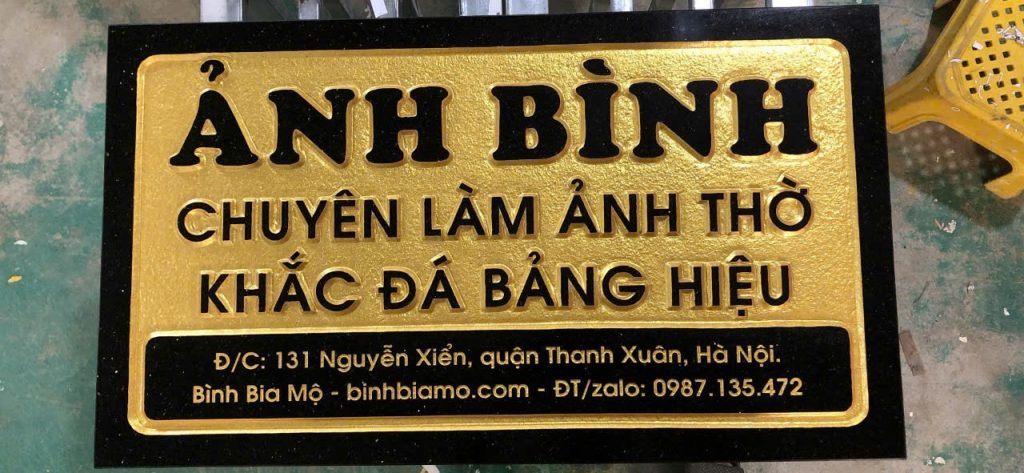 ẢNH BÌNH
CHUYÊN LÀM ẢNH THỜ
KHẮC ĐÁ BẢNG HIỆU
Đ/C: 131 Nguyễn Xiển, quận Thanh Xuân, Hà Nội.
Bình Bia Mộ - binhbiamo.com - ĐT/zalo: 0987.135.472